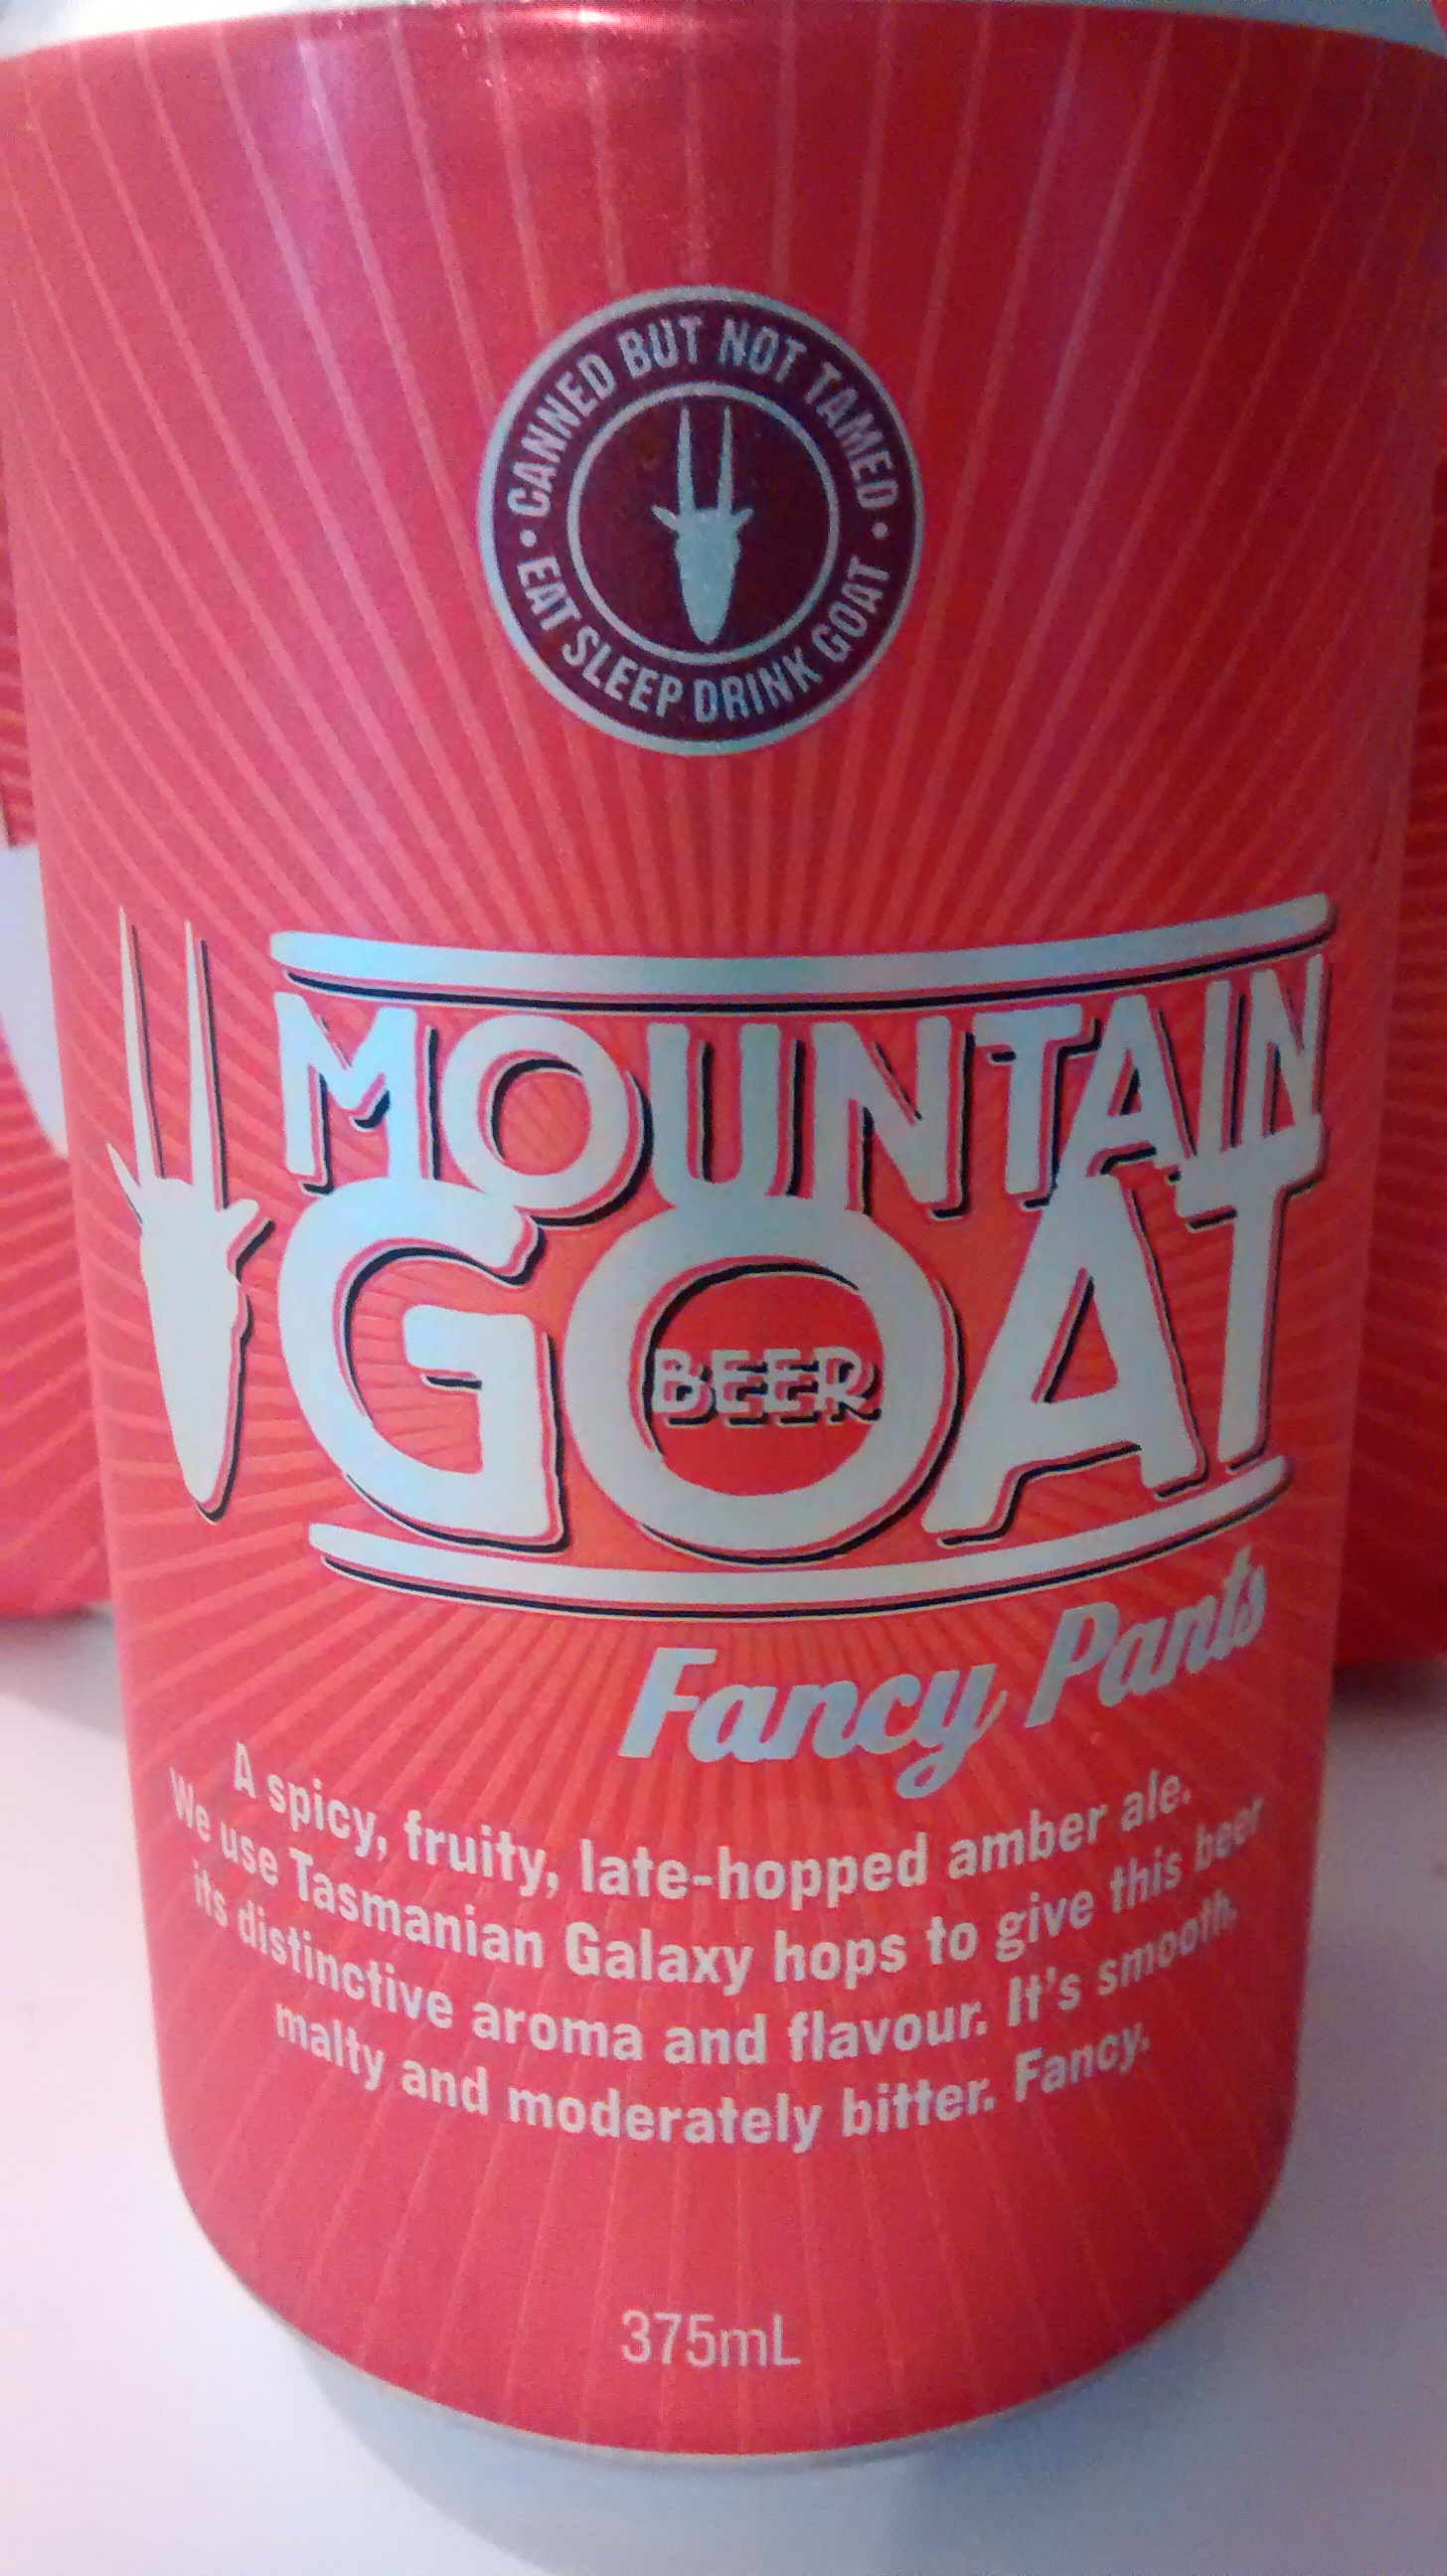 CANNED BUT NOT TAMED
EAT SLEEP DRINK GOAT
MOUNTAIN
GOAT
BEER
Fancy Pants
A spicy, fruity, late-hopped amber ale.
We use Tasmanian Galaxy hops to give this beer
its distinctive aroma and flavour. It's smooth,
malty and moderately bitter. Fancy.
375mL